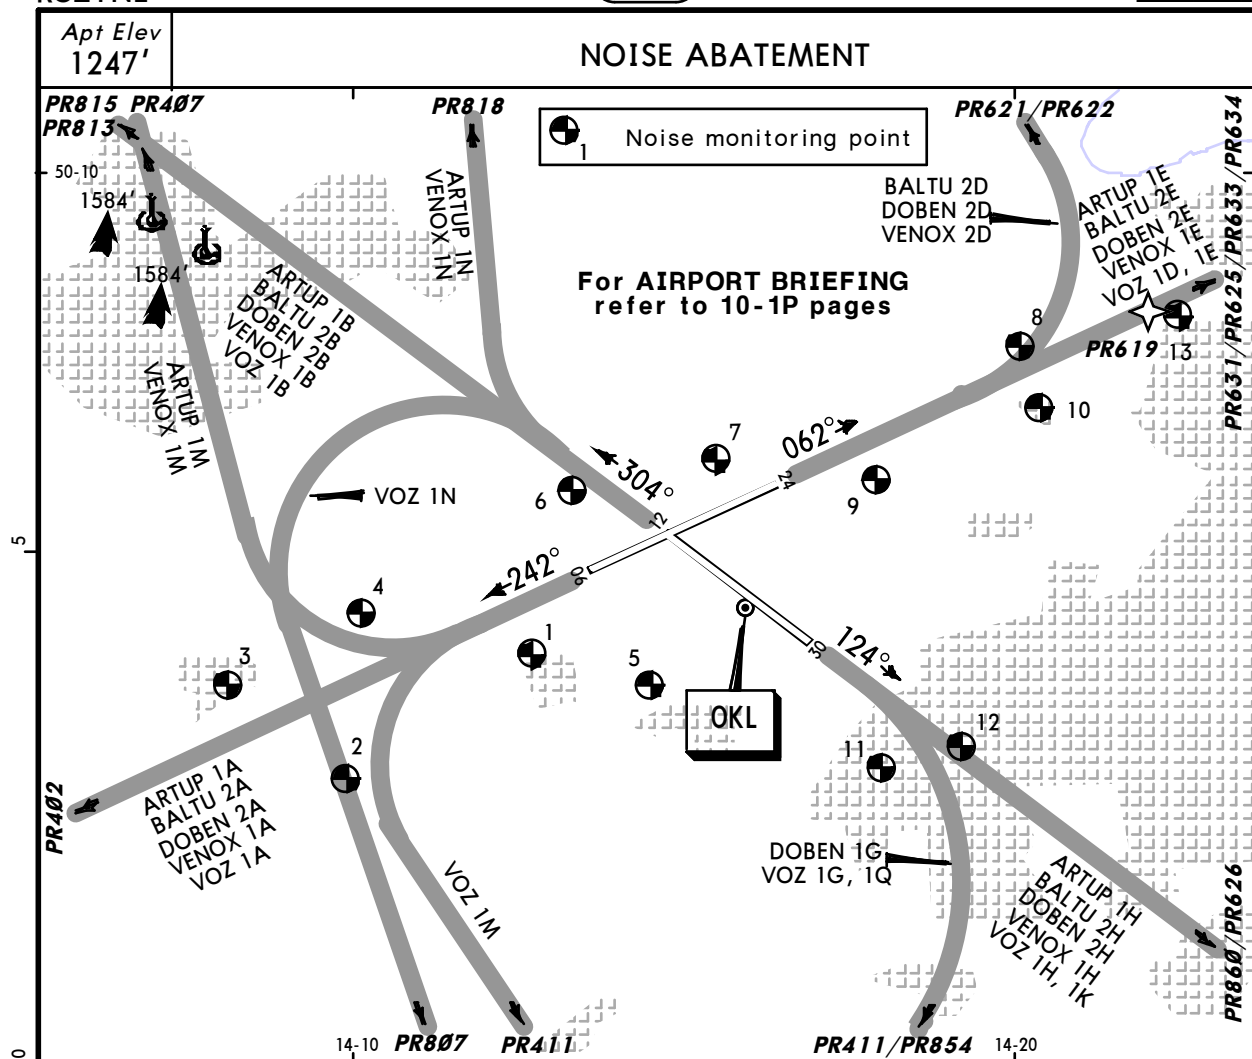 Apt Elev
1247'
NOISE ABATEMENT
PR815 PR4Ø7
PR813
PR818
1 Noise monitoring point
PR621/PR622
PR631/PR625/PR633/PR634
50-10
1584'
1584'
ARTUP 1N
VENOX 1N
BALTU 2D
DOBEN 2D
VENOX 2D
ARTUP 1E
BALTU 2E
DOBEN 2E
VENOX 1E
VOZ 1D, 1E
For AIRPORT BRIEFING
refer to 10-1P pages
ARTUP 1B
BALTU 2B
DOBEN 2B
VENOX 1B
VOZ 1B
8
PR619
13
ARTUP 1M
VENOX 1M
10
7
062°
304°
VOZ 1N
6
9
24
12
5
242°
06
4
1
3
5
30
124°
OKL
2
12
11
PR4Ø2
ARTUP 1A
BALTU 2A
DOBEN 2A
VENOX 1A
VOZ 1A
VOZ 1M
DOBEN 1G
VOZ 1G, 1Q
ARTUP 1H
BALTU 2H
DOBEN 2H
VENOX 1H
VOZ 1H, 1K
PR86Ø/PR626
0
14-10
PR8Ø7
PR411
PR411/PR854
14-20